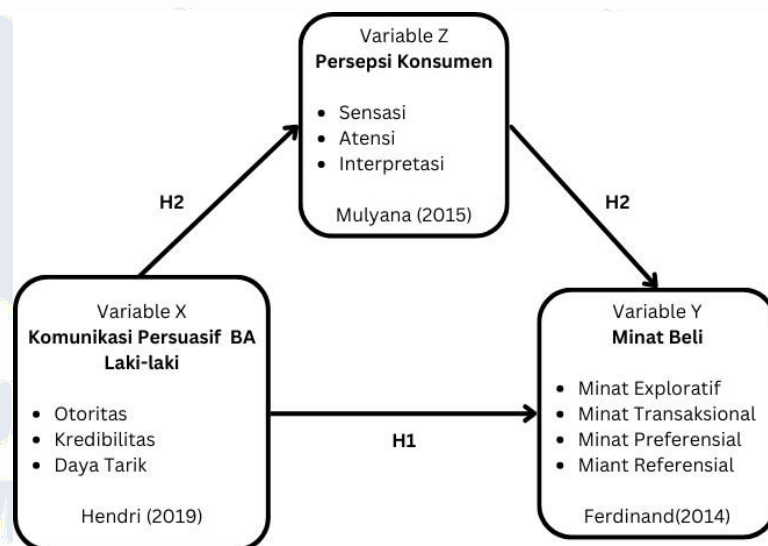 Variable Z
Persepsi Konsumen
• Sensasi
• Atensi
• Interpretasi
Mulyana (2015)
H2
H2
Variable X
Komunikasi Persuasif BA
Laki-laki
• Otoritas
• Kredibilitas
• Daya Tarik
Hendri (2019)
H1
Variable Y
Minat Beli
• Minat Exploratif
• Minat Transaksional
• Minat Preferensial
• Miant Referensial
Ferdinand(2014)